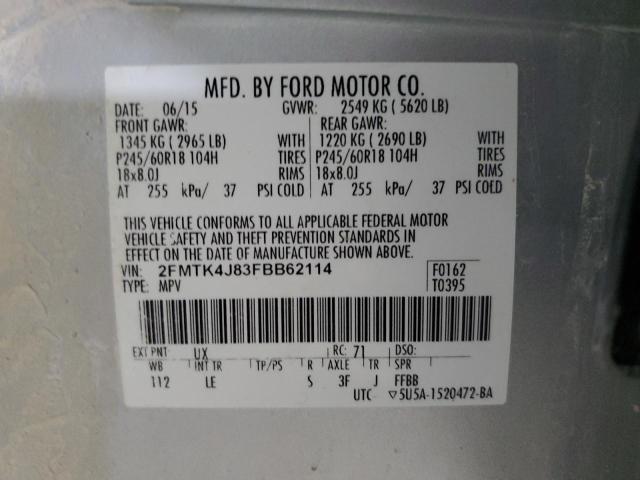 MFD. BY FORD MOTOR CO.
DATE: 06/15 GVWR: 2549 KG ( 5620 LB)
FRONT GAWR: REAR GAWR:
1345 KG ( 2965 LB) WITH 1220 KG ( 2690 LB) WITH
P245/60R18 104H TIRES P245/60R18 104H TIRES
18x8.0J RIMS 18x8.0J RIMS
AT 255 kPa/ 37 PSI COLD AT 255 kPa/ 37 PSI COLD
THIS VEHICLE CONFORMS TO ALL APPLICABLE FEDERAL MOTOR
VEHICLE SAFETY AND THEFT PREVENTION STANDARDS IN
EFFECT ON THE DATE OF MANUFACTURE SHOWN ABOVE.
VIN: 2FMTK4J83FBB62114 F0162
TYPE: MPV T0395
EXT PNT: UX RC: 71 DSO:
WB INT TR TP/PS R AXLE TR SPR
112 LE S 3F J FFBB
UTC ▽5U5A-1520472-BA